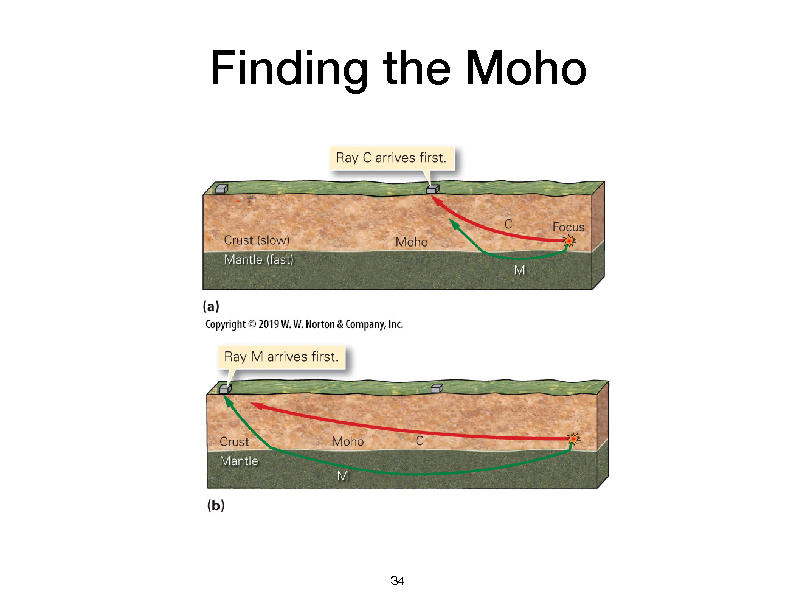 Finding the Moho
Ray C arrives first.
C
Focus
Crust (slow)
Moho
Mantle (fast)
M
(a)
Copyright © 2019 W. W. Norton & Company, Inc.
Ray M arrives first.
Crust
Moho
C
Mantle
M
(b)
34